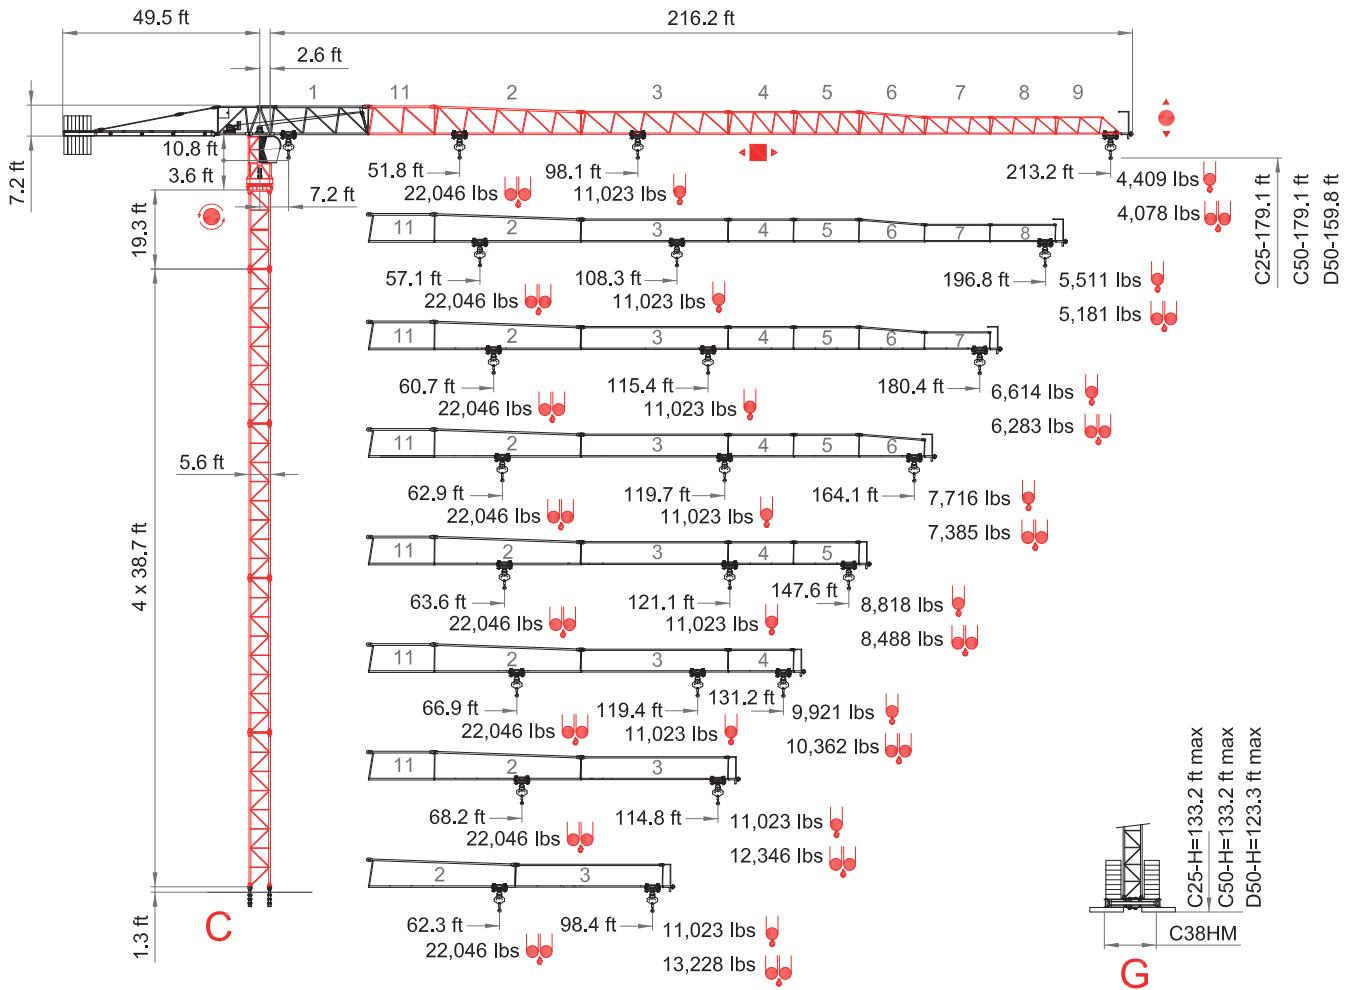 49.5 ft
216.2 ft
2.6 ft
1 11 2 3 4 5 6 7 8 9
7.2 ft
10.8 ft
3.6 ft
7.2 ft
51.8 ft 98.1 ft 213.2 ft
22,046 lbs 11,023 lbs 4,409 lbs
4,078 lbs
C25-179.1 ft
C50-179.1 ft
D50-159.8 ft
19.3 ft
11 2 3 4 5 6 7 8
57.1 ft 108.3 ft 196.8 ft
22,046 lbs 11,023 lbs 5,511 lbs
5,181 lbs
11 2 3 4 5 6 7
60.7 ft 115.4 ft 180.4 ft
22,046 lbs 11,023 lbs 6,614 lbs
6,283 lbs
11 2 3 4 5 6
5.6 ft
62.9 ft 119.7 ft 164.1 ft
22,046 lbs 11,023 lbs 7,716 lbs
7,385 lbs
4 x 38.7 ft
11 2 3 4 5
63.6 ft 121.1 ft 147.6 ft
22,046 lbs 11,023 lbs 8,818 lbs
8,488 lbs
11 2 3 4
66.9 ft 119.4 ft 131.2 ft
22,046 lbs 11,023 lbs 9,921 lbs
10,362 lbs
11 2 3
68.2 ft 114.8 ft
22,046 lbs 11,023 lbs
12,346 lbs
2 3
62.3 ft 98.4 ft
22,046 lbs 11,023 lbs
13,228 lbs
1.3 ft
C
C25-H=133.2 ft max
C50-H=133.2 ft max
D50-H=123.3 ft max
C38HM
G